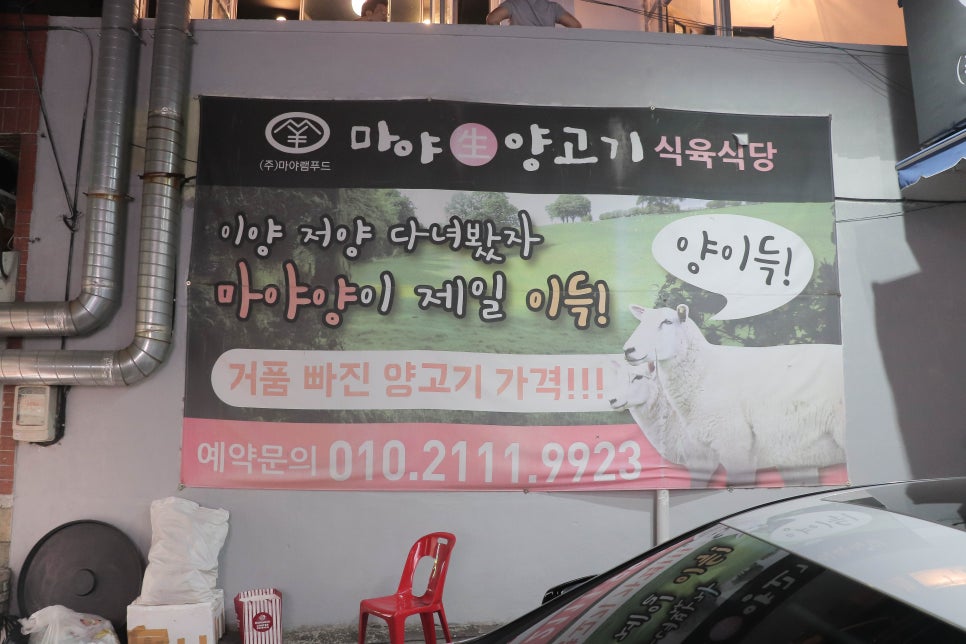 (주)마야램푸드
마야 生 양고기 식육식당
이양 저양 다녀봤자
양이득!
마야양이 제일 이득!
거품 빠진 양고기 가격!!!
예약문의 010.2111.9923